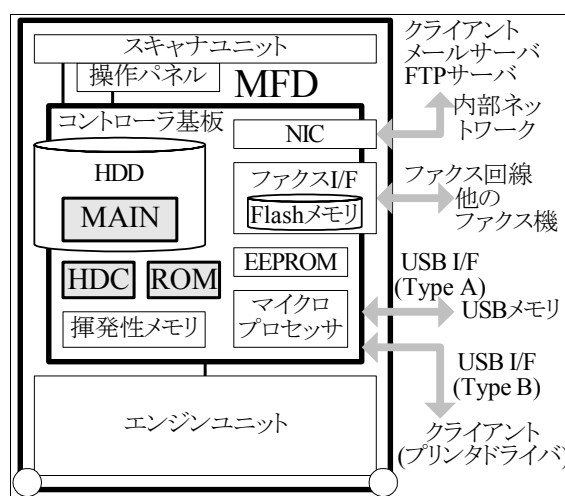 スキャナユニット
操作パネル
MFD
コントローラ基板
HDD
MAIN
HDC
ROM
揮発性メモリ
NIC
ファクスI/F
Flashメモリ
EEPROM
マイクロ
プロセッサ
エンジンユニット
クライアント
メールサーバ
FTPサーバ
内部ネッ
トワーク
ファクス回線
他の
ファクス機
USB I/F
(Type A)
USBメモリ
USB I/F
(Type B)
クライアント
(プリンタドライバ)